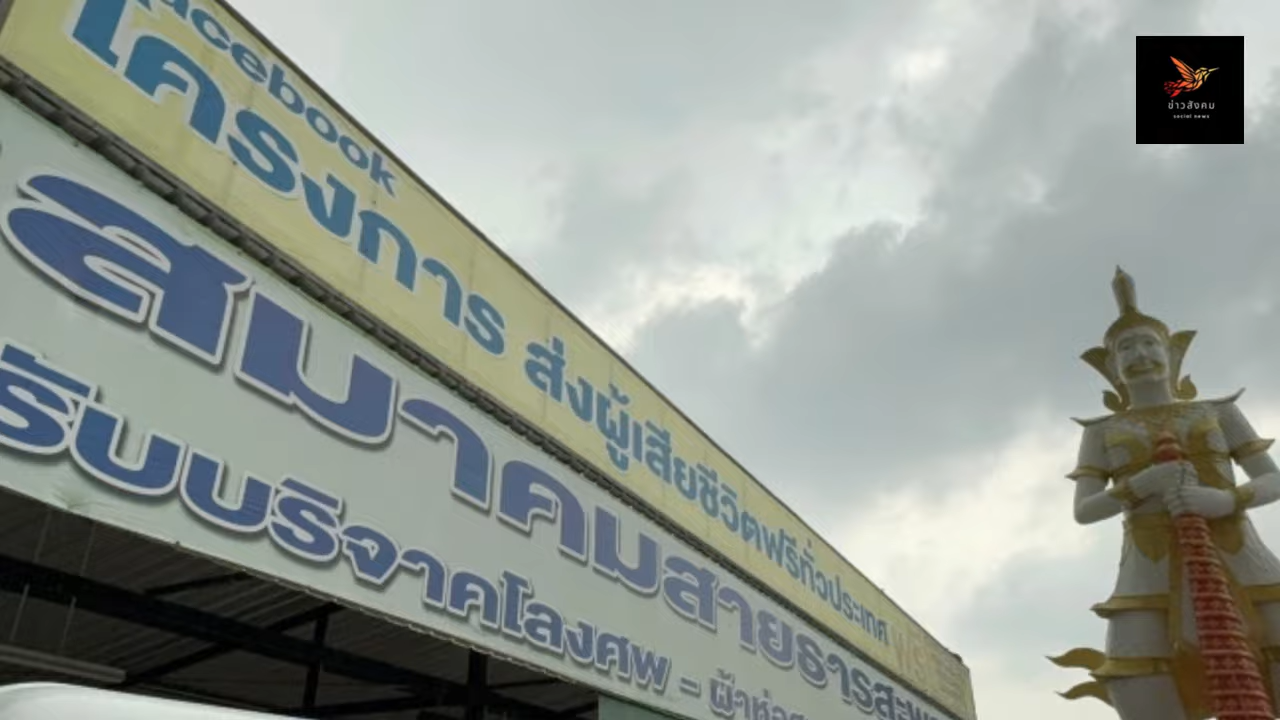 facebook
โครงการ ส่งผู้เสียชีวิตฟรีทั่วประเทศ
สมาคมสายธารสะพ
รับบริจาคโลงศพ - ผ้าห่อ
ข่าวสังคม
social news